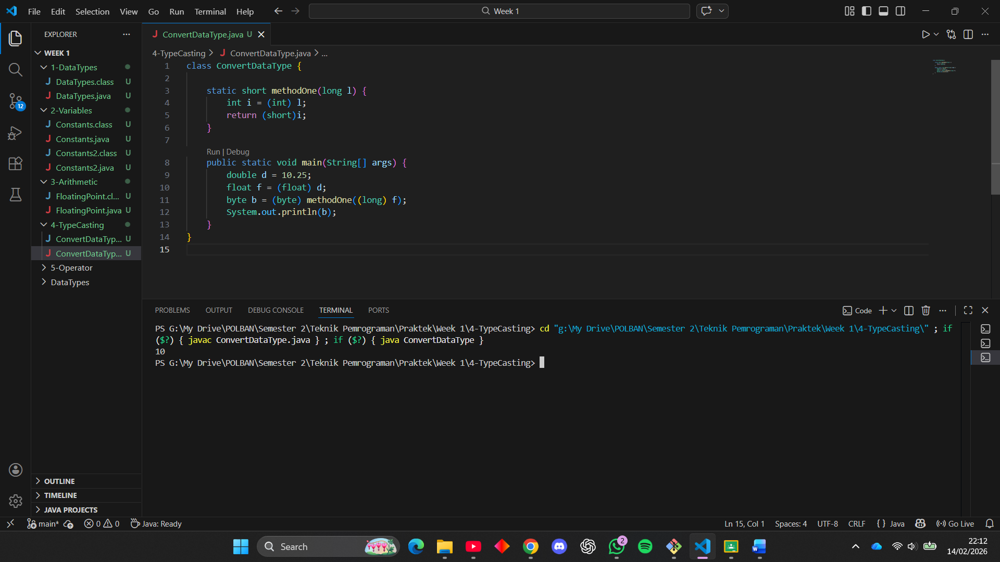 File Edit Selection View Go Run Terminal Help
Week 1
EXPLORER
WEEK 1
1-DataTypes
DataTypes.class U
DataTypes.java U
2-Variables
Constants.class U
Constants.java U
Constants2.class U
Constants2.java U
3-Arithmetic
FloatingPoint.cl... U
FloatingPoint.java U
4-TypeCasting
ConvertDataTyp... U
ConvertDataTyp... U
5-Operator
DataTypes
OUTLINE
TIMELINE
JAVA PROJECTS
12
ConvertDataType.java U
4-TypeCasting > ConvertDataType.java > ...
1 class ConvertDataType {
2
3 static short methodOne(long l) {
4 int i = (int) l;
5 return (short)i;
6 }
7
Run | Debug
8 public static void main(String[] args) {
9 double d = 10.25;
10 float f = (float) d;
11 byte b = (byte) methodOne((long) f);
12 System.out.println(b);
13 }
14 }
15
PROBLEMS OUTPUT DEBUG CONSOLE TERMINAL PORTS
Code
PS G:\My Drive\POLBAN\Semester 2\Teknik Pemrograman\Praktek\Week 1\4-TypeCasting> cd "g:\My Drive\POLBAN\Semester 2\Teknik Pemrograman\Praktek\Week 1\4-TypeCasting\" ; if
($?) { javac ConvertDataType.java } ; if ($?) { java ConvertDataType }
10
PS G:\My Drive\POLBAN\Semester 2\Teknik Pemrograman\Praktek\Week 1\4-TypeCasting>
main* 0 0 Java: Ready
Ln 15, Col 1 Spaces: 4 UTF-8 CRLF { } Java Go Live
Search
2
22:12
14/02/2026